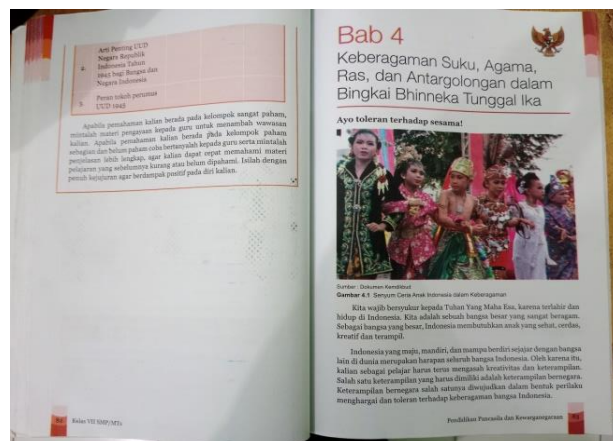 Arti Penting UUD
Negara Republik
4. Indonesia Tahun
1945 bagi Bangsa dan
Negara Indonesia
5. Peran tokoh perumus
UUD 1945
Apabila pemahaman kalian berada pada kelompok sangat paham,
mintalah materi pengayaan kepada guru untuk menambah wawasan
kalian. Apabila pemahaman kalian berada pada kelompok paham
sebagian dan belum paham coba bertanyalah kepada guru serta mintalah
penjelasan lebih lengkap, agar kalian dapat cepat memahami materi
pelajaran yang sebelumnya kurang atau belum dipahami. Isilah dengan
penuh kejujuran agar berdampak positif pada diri kalian.
Kelas VII SMP/MTs
Bab 4
Keberagaman Suku, Agama,
Ras, dan Antargolongan dalam
Bingkai Bhinneka Tunggal Ika
Ayo toleran terhadap sesama!
Sumber : Dokumen Kemdikbud
Gambar 4.1 Senyum Ceria Anak Indonesia dalam Keberagaman
Kita wajib bersyukur kepada Tuhan Yang Maha Esa, karena terlahir dan
hidup di Indonesia. Kita adalah sebuah bangsa besar yang sangat beragam.
Sebagai bangsa yang besar, Indonesia membutuhkan anak yang sehat, cerdas,
kreatif dan terampil.
Indonesia yang maju, mandiri, dan mampu berdiri sejajar dengan bangsa
lain di dunia merupakan harapan seluruh bangsa Indonesia. Oleh karena itu,
kalian sebagai pelajar harus terus mengasah kreativitas dan keterampilan.
Salah satu keterampilan yang harus dimiliki adalah keterampilan bernegara.
Keterampilan bernegara salah satunya diwujudkan dalam bentuk perilaku
menghargai dan toleran terhadap keberagaman bangsa Indonesia.
Pendidikan Pancasila dan Kewarganegaraan